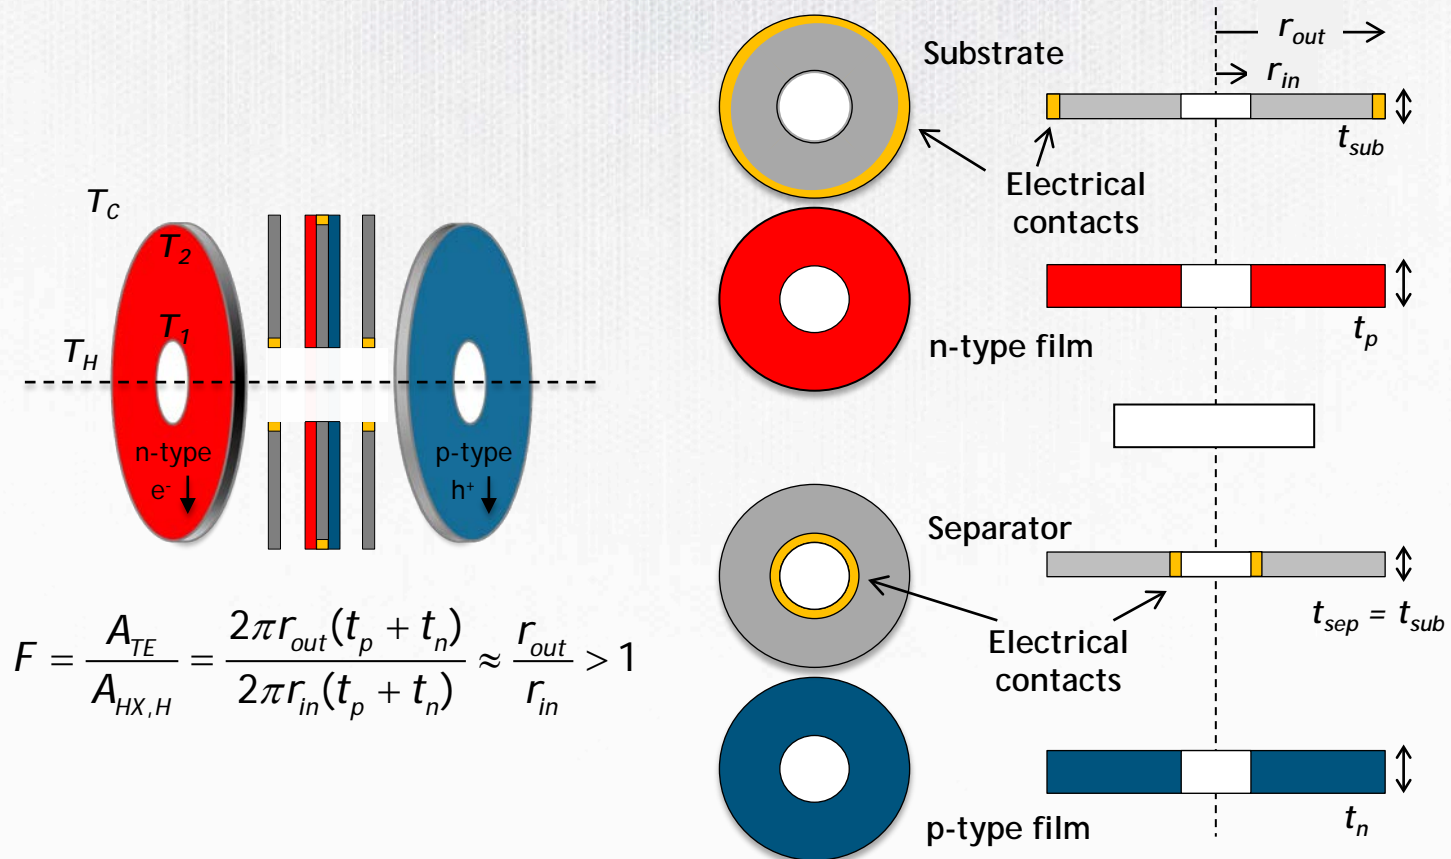 Substrate
r_out
r_in
t_sub
Electrical
contacts
T_C
T_2
T_1
T_H
n-type
e⁻
p-type
h⁺
n-type film
t_p
Separator
t_sep = t_sub
Electrical
contacts
F = A_TE / A_HX,H = 2πr_out(t_p + t_n) / 2πr_in(t_p + t_n) ≈ r_out / r_in > 1
p-type film
t_n